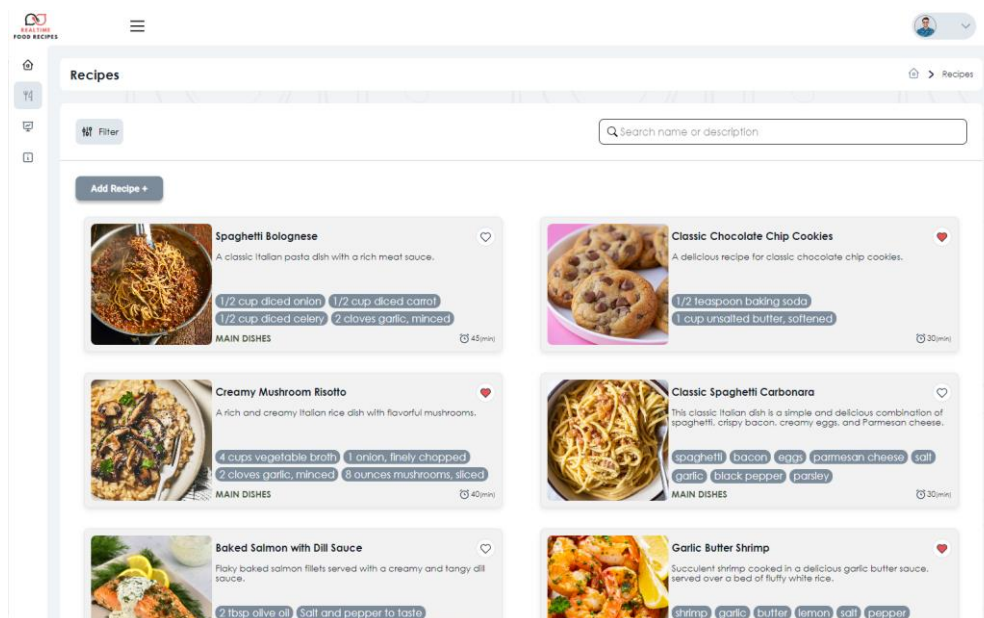 REALTIME
FOOD RECIPES
Recipes
Recipes
Filter
Search name or description
Add Recipe +
Spaghetti Bolognese
A classic Italian pasta dish with a rich meat sauce.
1/2 cup diced onion 1/2 cup diced carrot
1/2 cup diced celery 2 cloves garlic, minced
MAIN DISHES 45(min)
Classic Chocolate Chip Cookies
A delicious recipe for classic chocolate chip cookies.
1/2 teaspoon baking soda
1 cup unsalted butter, softened
30(min)
Creamy Mushroom Risotto
A rich and creamy Italian rice dish with flavorful mushrooms.
4 cups vegetable broth 1 onion, finely chopped
2 cloves garlic, minced 8 ounces mushrooms, sliced
MAIN DISHES 40(min)
Classic Spaghetti Carbonara
This classic Italian dish is a simple and delicious combination of
spaghetti, crispy bacon, creamy eggs, and Parmesan cheese.
spaghetti bacon eggs parmesan cheese salt
garlic black pepper parsley
MAIN DISHES 30(min)
Baked Salmon with Dill Sauce
Flaky baked salmon fillets served with a creamy and tangy dill
sauce.
2 tbsp olive oil Salt and pepper to taste
Garlic Butter Shrimp
Succulent shrimp cooked in a delicious garlic butter sauce,
served over a bed of fluffy white rice.
shrimp garlic butter lemon salt pepper